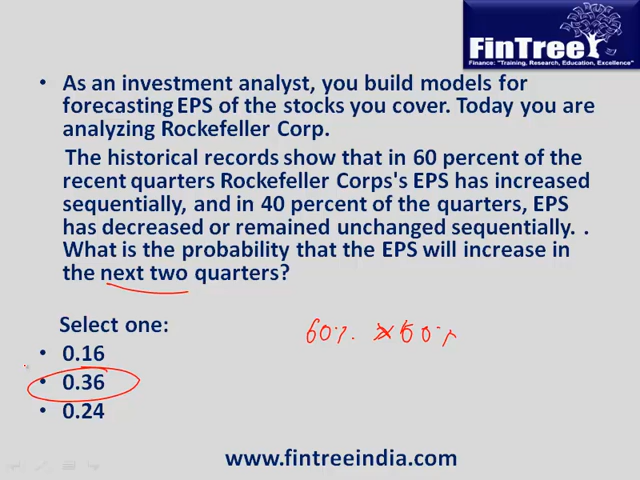 FinTree
Finance: "Training, Research, Education, Excellence"
• As an investment analyst, you build models for
forecasting EPS of the stocks you cover. Today you are
analyzing Rockefeller Corp.
The historical records show that in 60 percent of the
recent quarters Rockefeller Corps's EPS has increased
sequentially, and in 40 percent of the quarters, EPS
has decreased or remained unchanged sequentially. .
What is the probability that the EPS will increase in
the next two quarters?
Select one:
60% × 60%
• 0.16
• 0.36
• 0.24
www.fintreeindia.com